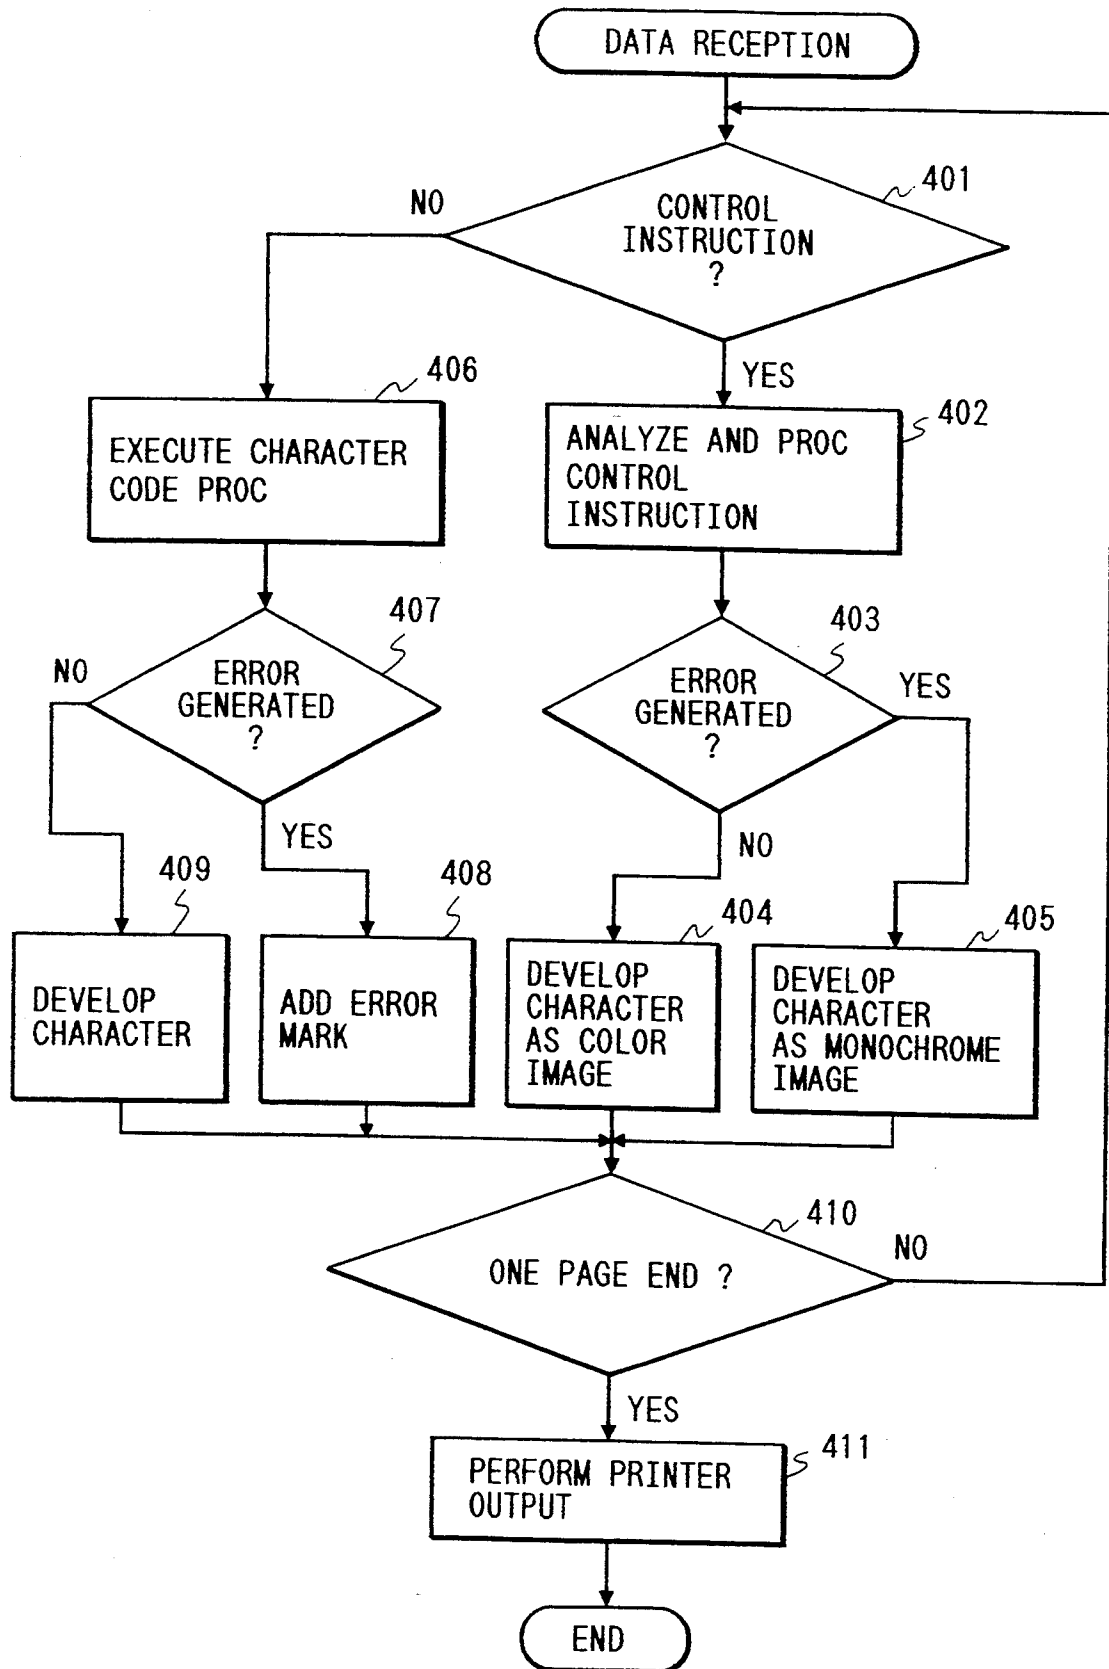 DATA RECEPTION
401
NO
CONTROL
INSTRUCTION
?
YES
406
EXECUTE CHARACTER
CODE PROC
402
ANALYZE AND PROC
CONTROL
INSTRUCTION
407
NO
ERROR
GENERATED
?
YES
403
ERROR
GENERATED
?
YES
NO
409
DEVELOP
CHARACTER
408
ADD ERROR
MARK
404
DEVELOP
CHARACTER
AS COLOR
IMAGE
405
DEVELOP
CHARACTER
AS MONOCHROME
IMAGE
410
ONE PAGE END ?
NO
YES
411
PERFORM PRINTER
OUTPUT
END